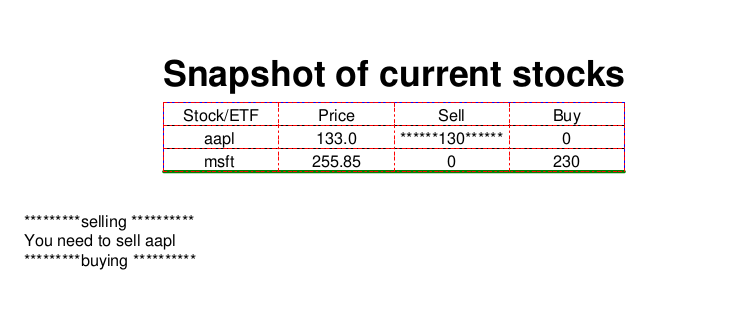 Snapshot of current stocks
Stock/ETF Price Sell Buy
aapl 133.0 ******130****** 0
msft 255.85 0 230
*********selling **********
You need to sell aapl
*********buying **********